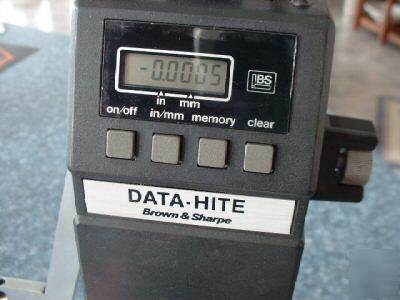 -0.0005
BS
in mm
on/off in/mm memory clear
DATA-HITE
Brown & Sharpe